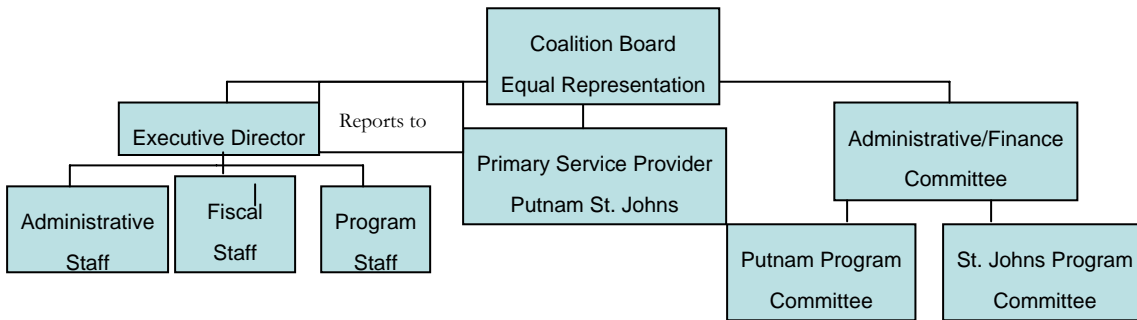 Coalition Board
Equal Representation
Reports to
Executive Director
Primary Service Provider
Putnam St. Johns
Administrative/Finance
Committee
Administrative
Staff
Fiscal
Staff
Program
Staff
Putnam Program
Committee
St. Johns Program
Committee